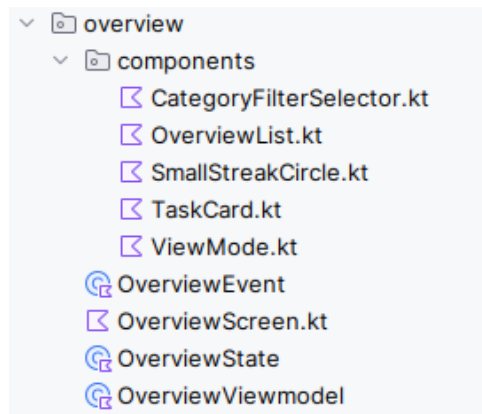 overview
components
CategoryFilterSelector.kt
OverviewList.kt
SmallStreakCircle.kt
TaskCard.kt
ViewMode.kt
OverviewEvent
OverviewScreen.kt
OverviewState
OverviewViewmodel